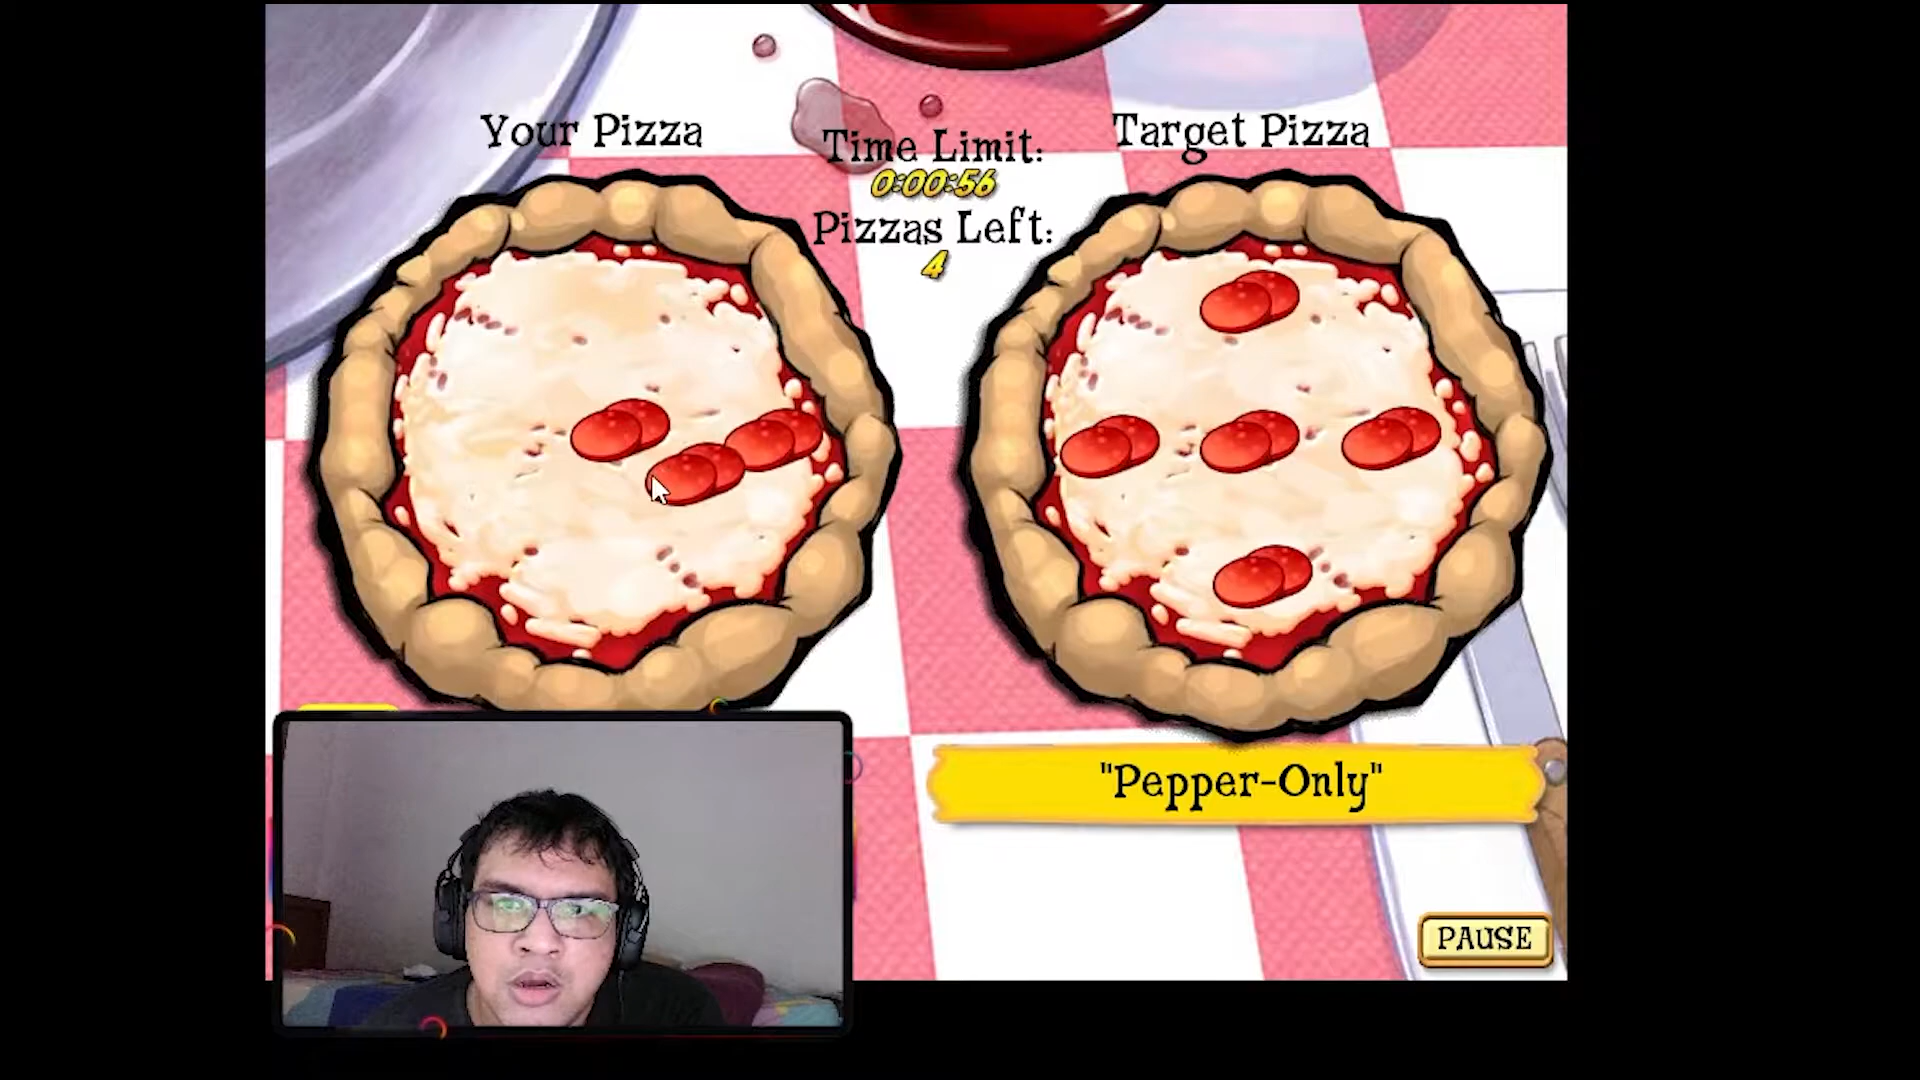 Your Pizza
Time Limit:
0:00:56
Pizzas Left:
4
Target Pizza
"Pepper-Only"
PAUSE